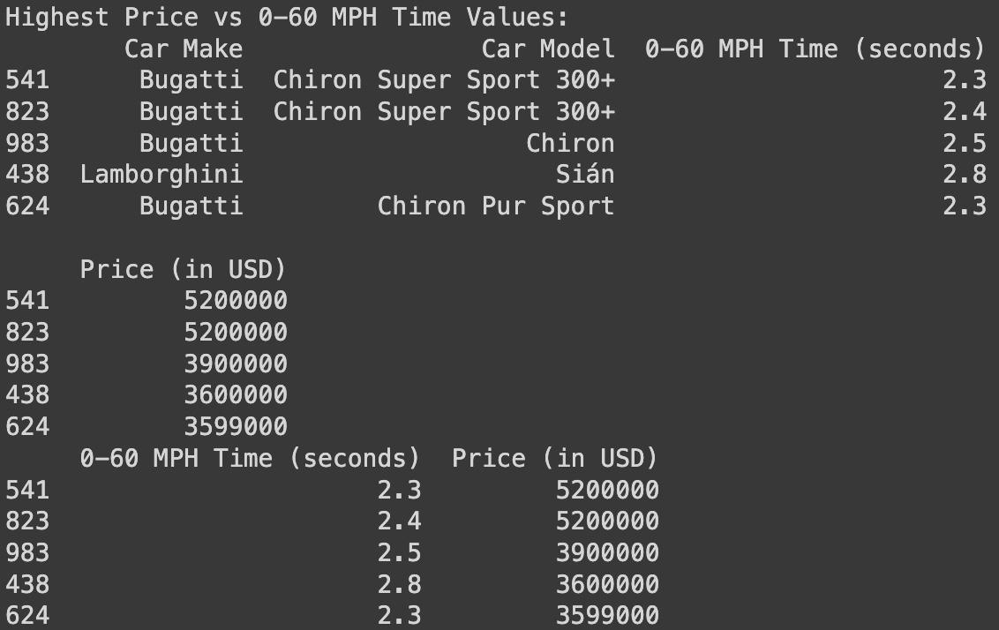 Highest Price vs 0-60 MPH Time Values:
Car Make Car Model 0-60 MPH Time (seconds)
541 Bugatti Chiron Super Sport 300+ 2.3
823 Bugatti Chiron Super Sport 300+ 2.4
983 Bugatti Chiron 2.5
438 Lamborghini Sián 2.8
624 Bugatti Chiron Pur Sport 2.3
Price (in USD)
541 5200000
823 5200000
983 3900000
438 3600000
624 3599000
0-60 MPH Time (seconds) Price (in USD)
541 2.3 5200000
823 2.4 5200000
983 2.5 3900000
438 2.8 3600000
624 2.3 3599000